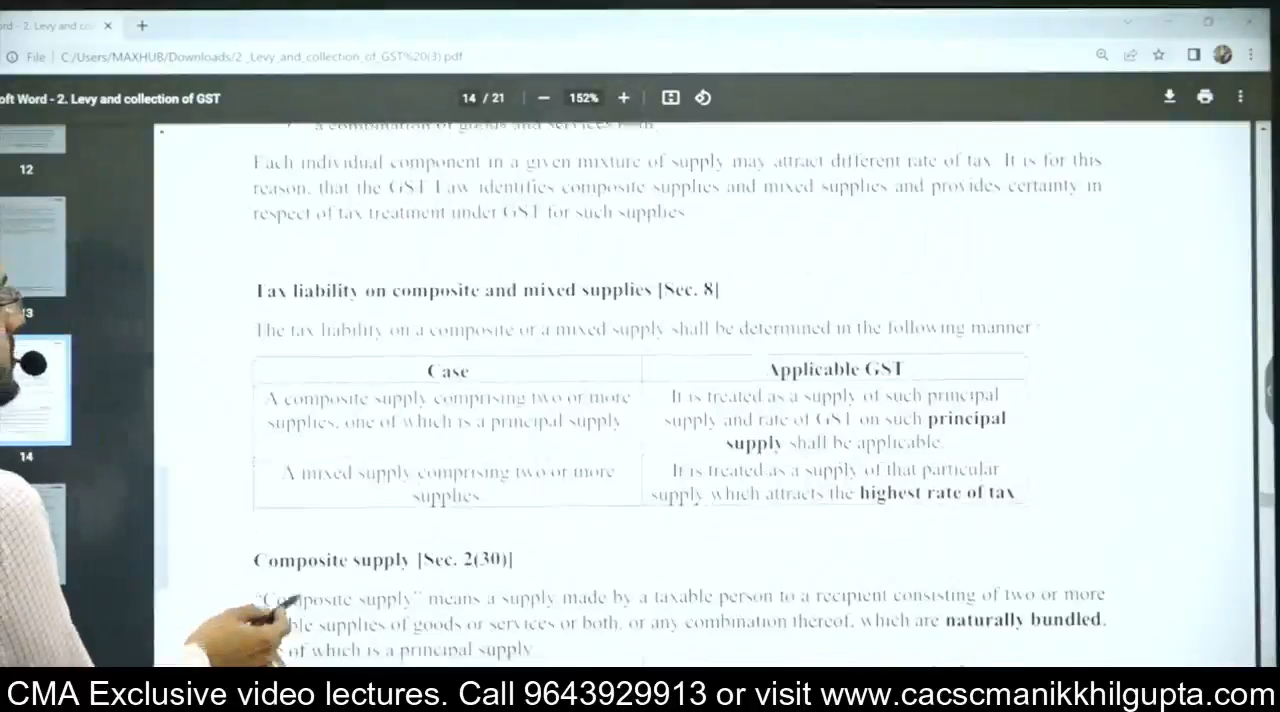 ord - 2. Levy and co
File | C:/Users/MAXHUB/Downloads/2_Levy_and_collection_of_GST%20(3).pdf
oft Word - 2. Levy and collection of GST
14 / 21
152%
12
a combination of goods and services both
Each individual component in a given mixture of supply may attract different rate of tax. It is for this
reason, that the GST Law identifies composite supplies and mixed supplies and provides certainty in
respect of tax treatment under GST for such supplies
Tax liability on composite and mixed supplies [Sec. 8]
The tax liability on a composite or a mixed supply shall be determined in the following manner :
Case
Applicable GST
A composite supply comprising two or more
supplies, one of which is a principal supply
It is treated as a supply of such principal
supply and rate of GST on such principal
supply shall be applicable.
A mixed supply comprising two or more
supplies
It is treated as a supply of that particular
supply which attracts the highest rate of tax
13
14
Composite supply [Sec. 2(30)]
“Composite supply” means a supply made by a taxable person to a recipient consisting of two or more
ble supplies of goods or services or both, or any combination thereof, which are naturally bundled.
of which is a principal supply
CMA Exclusive video lectures. Call 9643929913 or visit www.cacscmanikkhilgupta.com